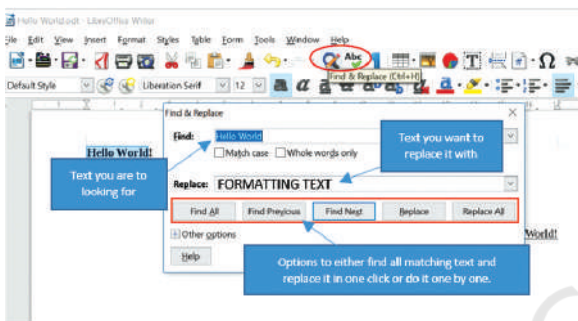 Hello World.odt - LibreOffice Writer
File Edit View Insert Format Styles Table Form Tools Window Help
Abc
Find & Replace (Ctrl+H)
Default Style Liberation Serif 12 a a
Find & Replace
Find: Hello World
Match case Whole words only
Text you want to
replace it with
Hello World!
Text you are to
looking for
Replace: FORMATTING TEXT
Find All Find Previous Find Next Replace Replace All
Other options
World!
Help
Options to either find all matching text and
replace it in one click or do it one by one.